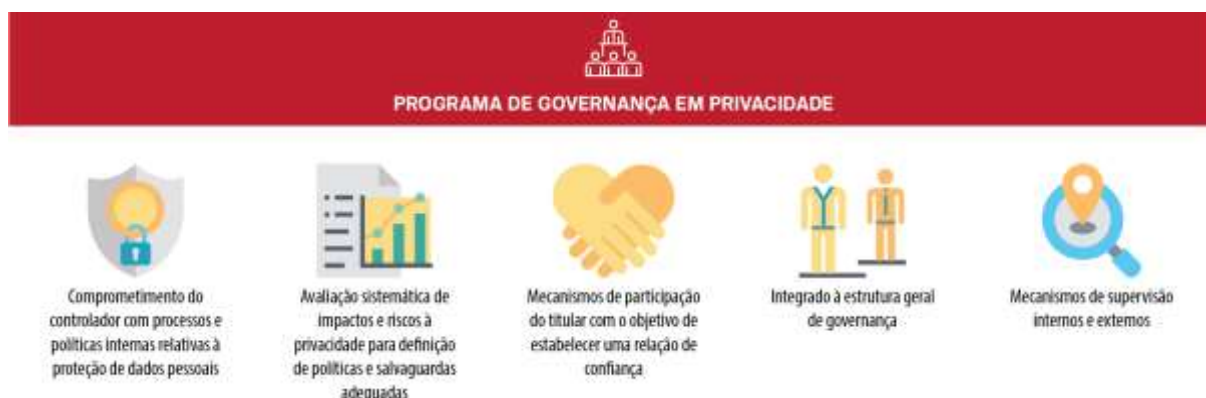 PROGRAMA DE GOVERNANÇA EM PRIVACIDADE
Comprometimento do
controlador com processos e
políticas internas relativas à
proteção de dados pessoais
Avaliação sistemática de
impactos e riscos à
privacidade para definição
de políticas e salvaguardas
adequadas
Mecanismos de participação
do titular com o objetivo de
estabelecer uma relação de
confiança
Integrado à estrutura geral
de governança
Mecanismos de supervisão
internos e externos